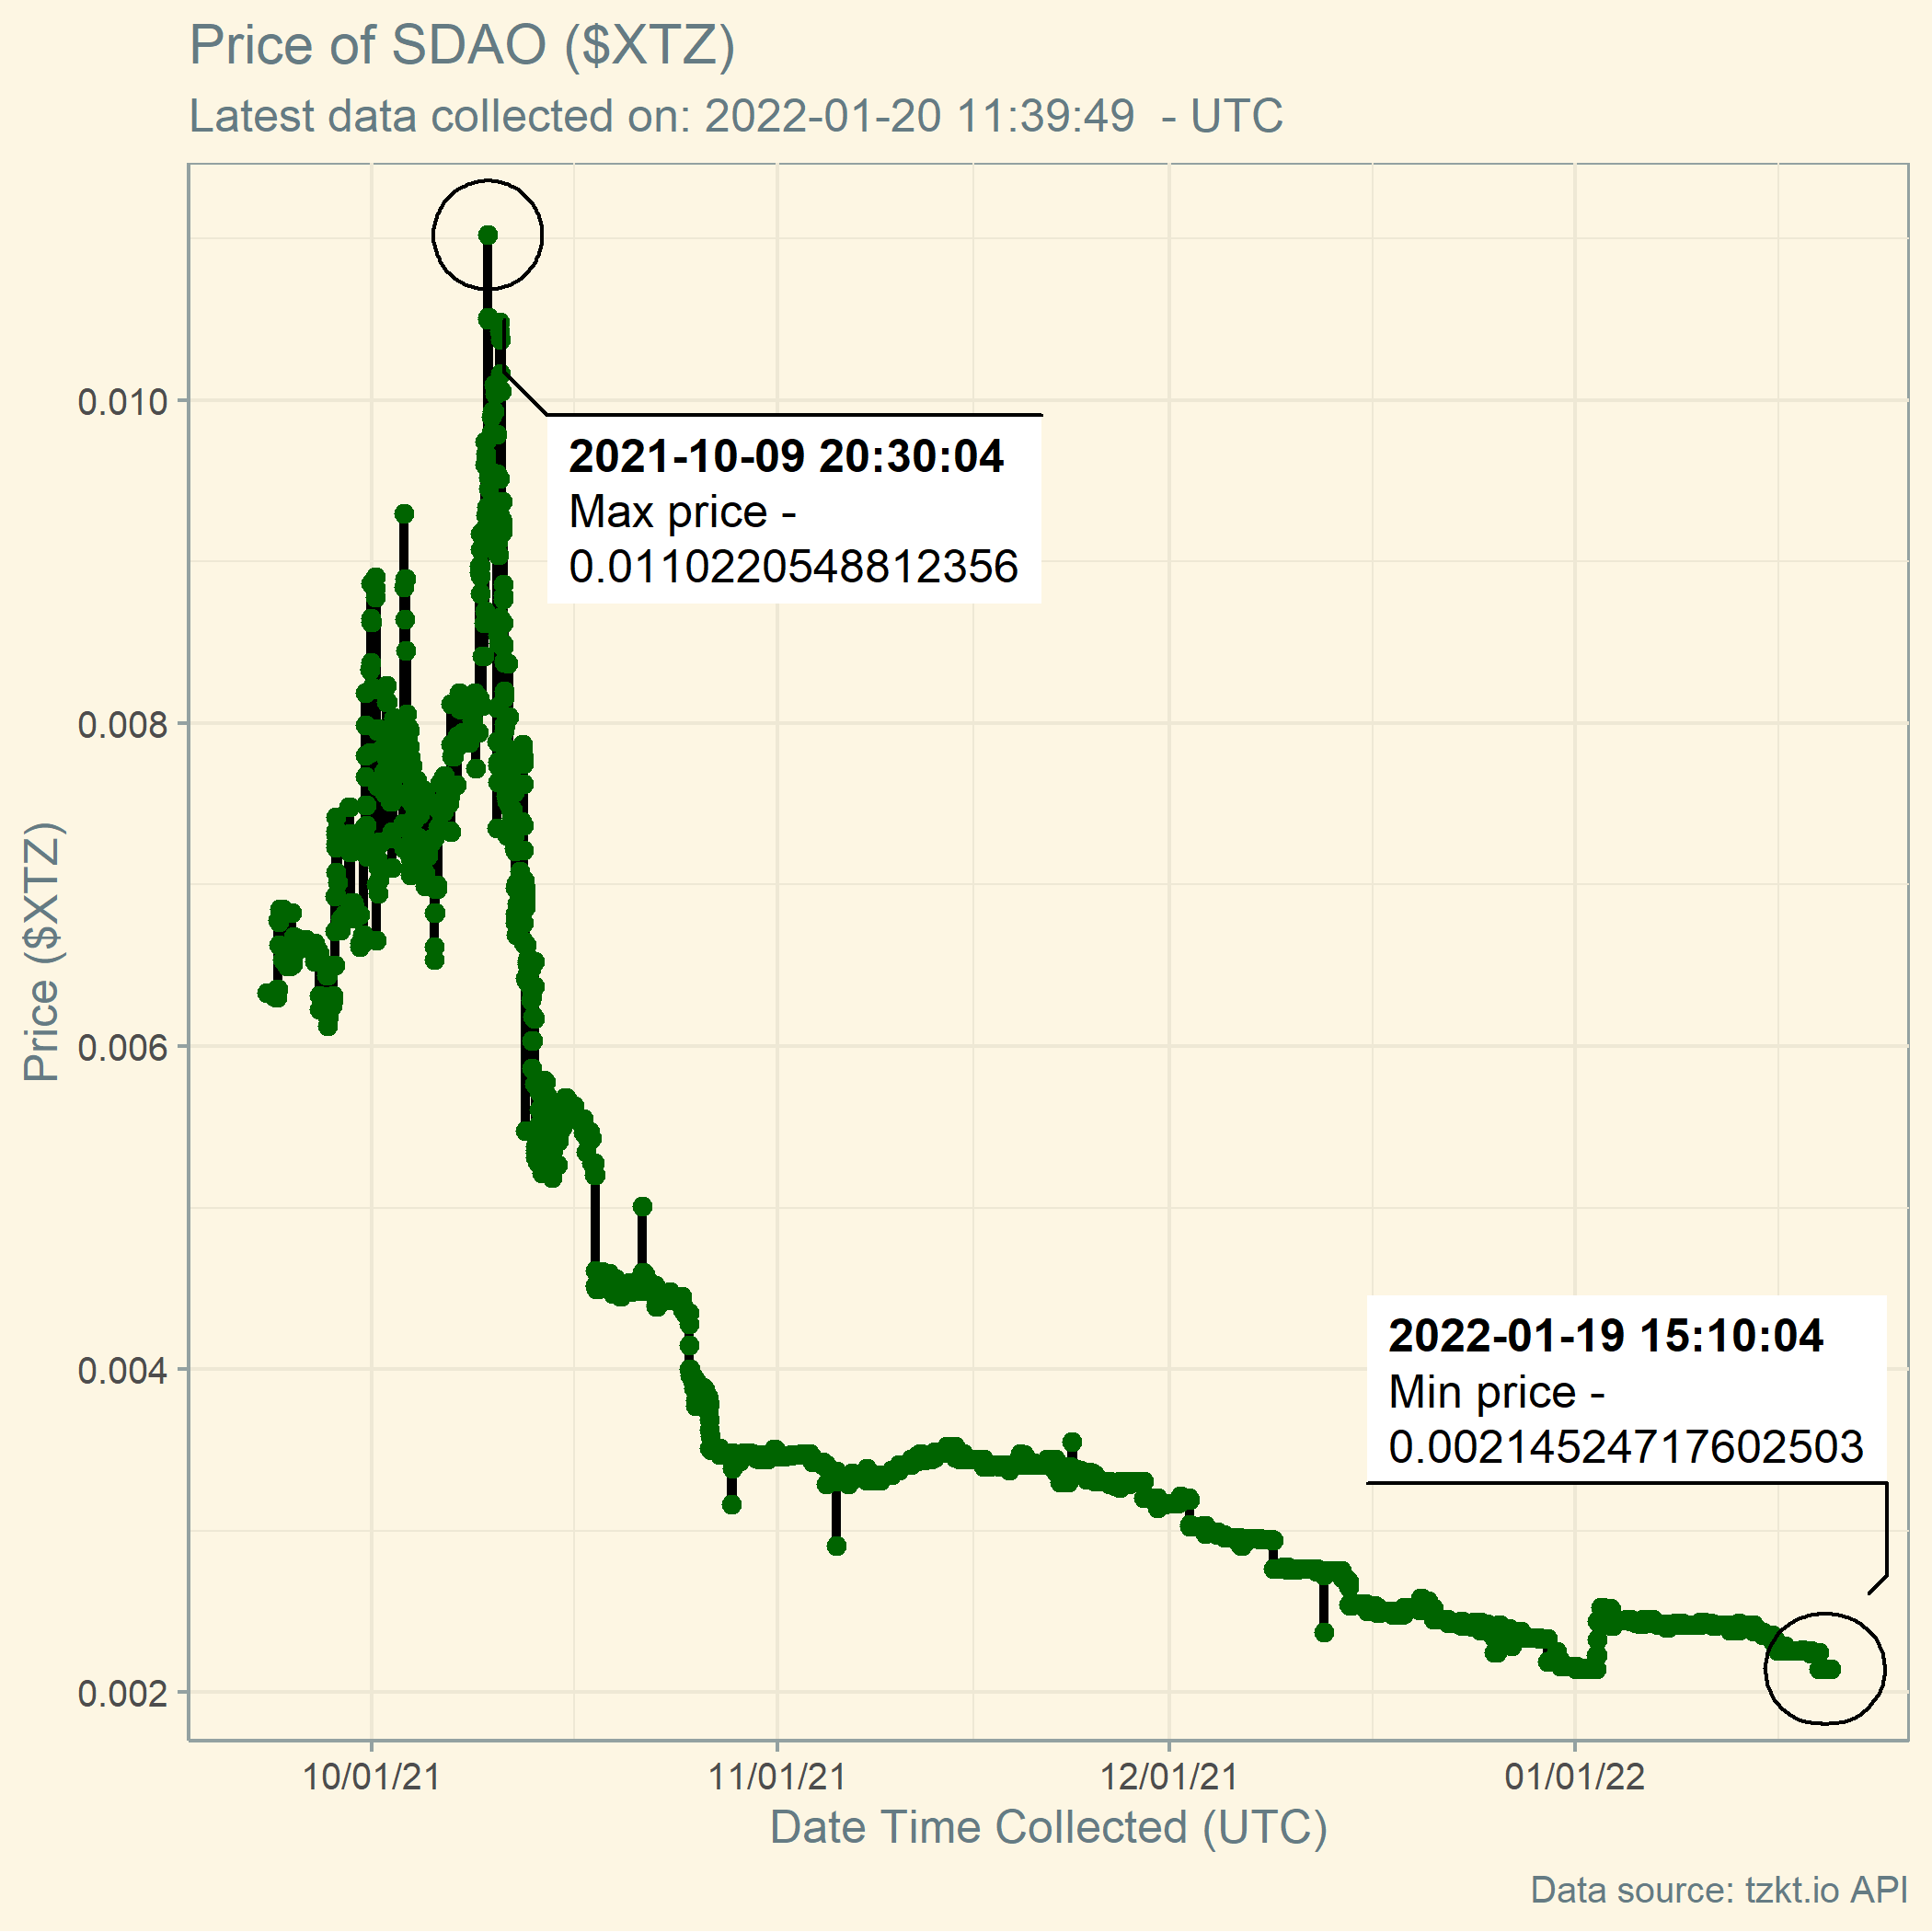 Price of SDAO ($XTZ)
Latest data collected on: 2022-01-20 11:39:49  - UTC
0.010
0.008
0.006
0.004
0.002
Price ($XTZ)
2021-10-09 20:30:04
Max price -
0.0110220548812356
2022-01-19 15:10:04
Min price -
0.00214524717602503
10/01/21
11/01/21
12/01/21
01/01/22
Date Time Collected (UTC)
Data source: tzkt.io API